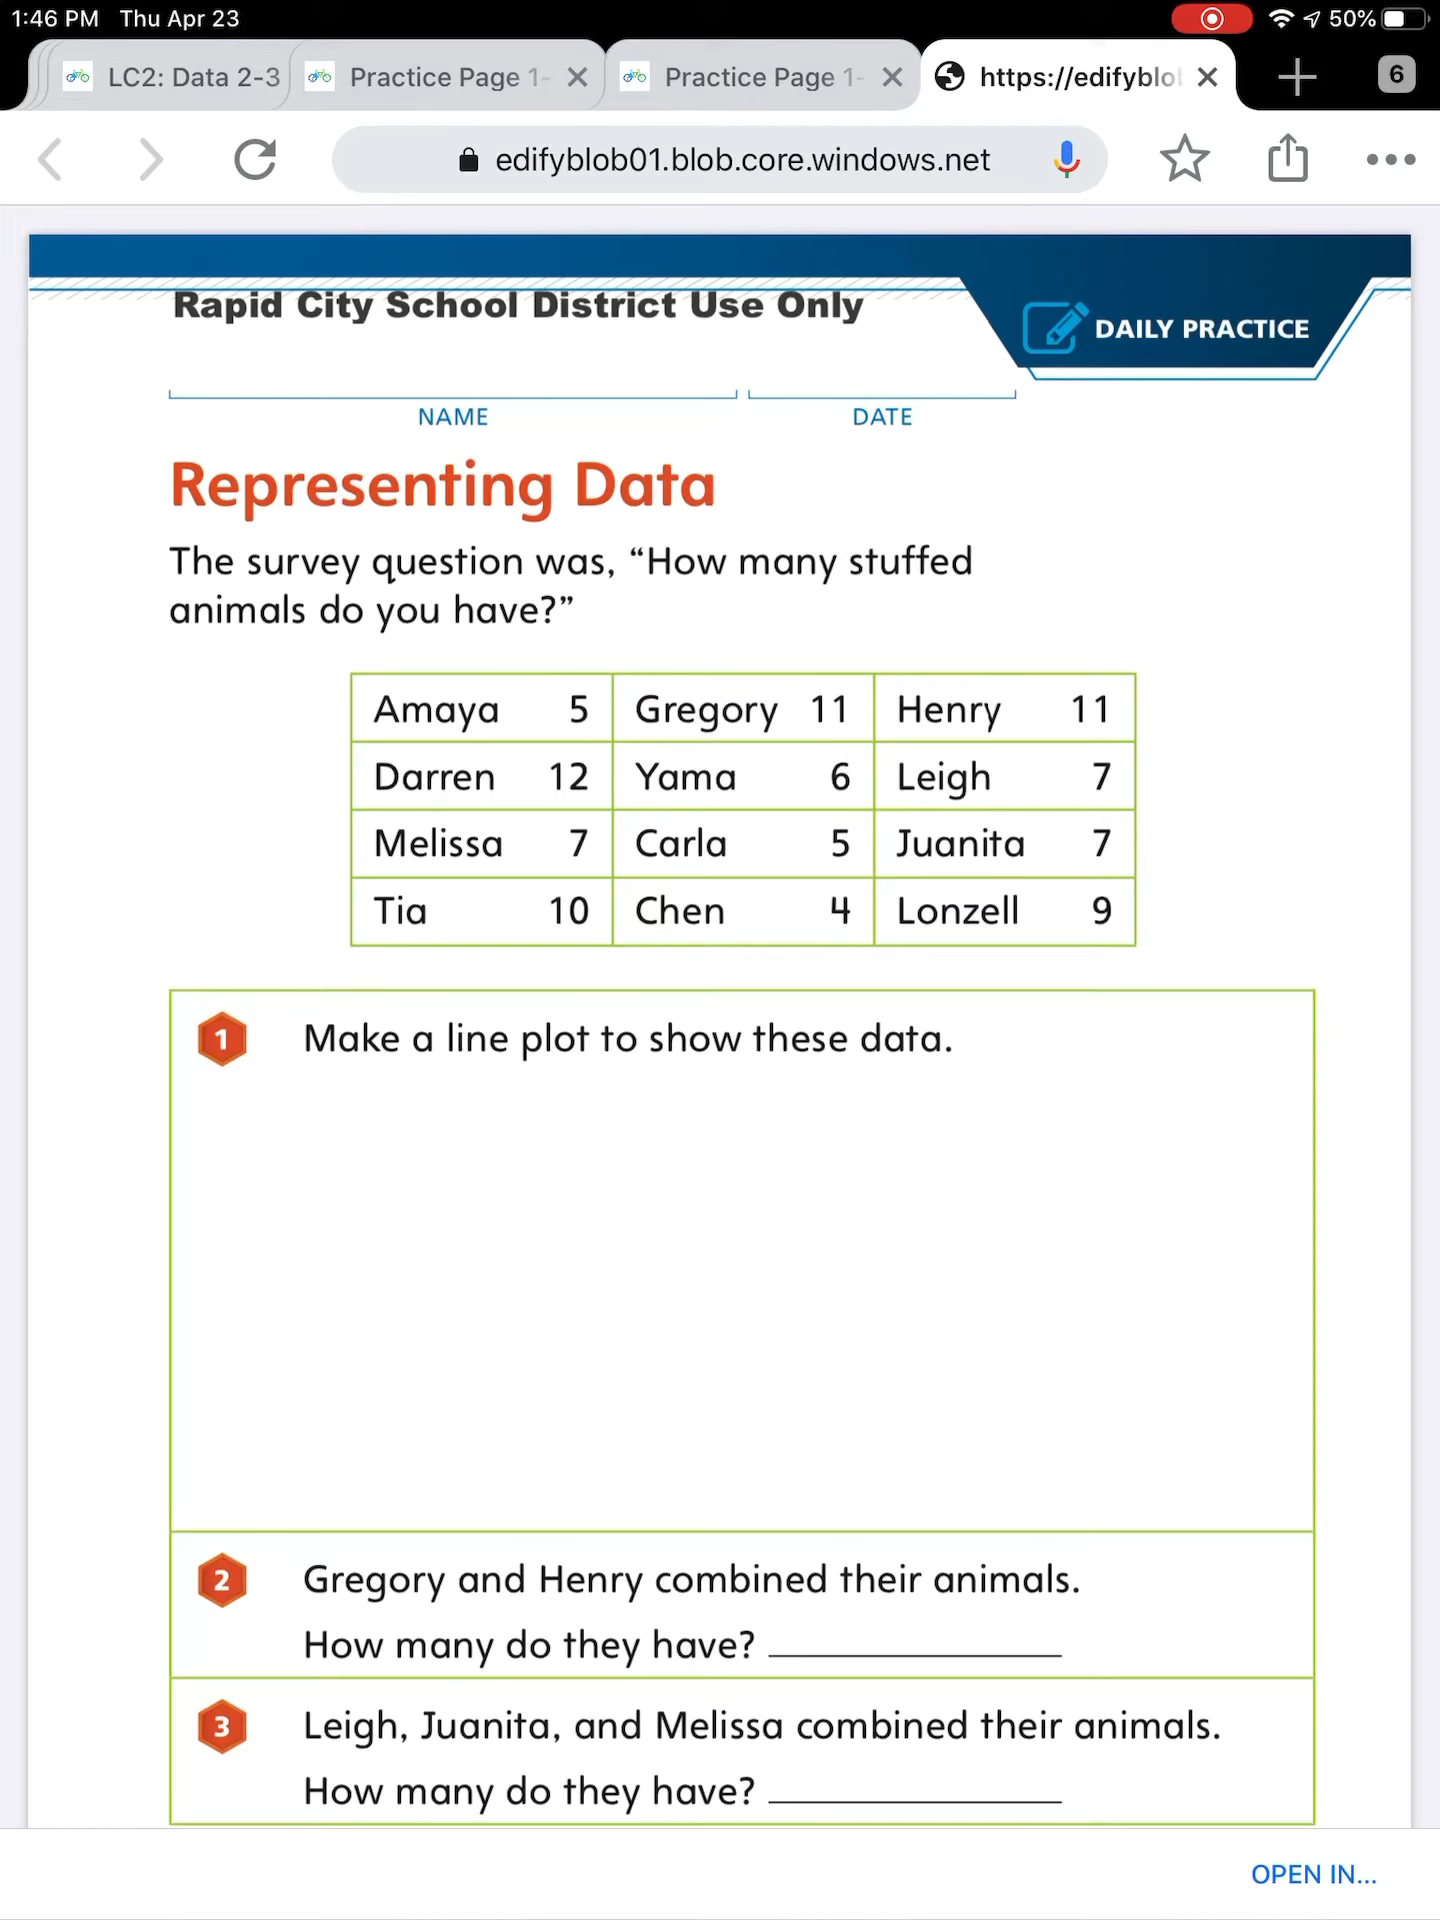 1:46 PM Thu Apr 23 50%
LC2: Data 2-3 Practice Page 1- Practice Page 1- https://edifyblo 6
edifyblob01.blob.core.windows.net
Rapid City School District Use Only
DAILY PRACTICE
NAME DATE
Representing Data
The survey question was, “How many stuffed
animals do you have?”
Amaya 5 Gregory 11 Henry 11
Darren 12 Yama 6 Leigh 7
Melissa 7 Carla 5 Juanita 7
Tia 10 Chen 4 Lonzell 9
1 Make a line plot to show these data.
2 Gregory and Henry combined their animals.
How many do they have?
3 Leigh, Juanita, and Melissa combined their animals.
How many do they have?
OPEN IN...